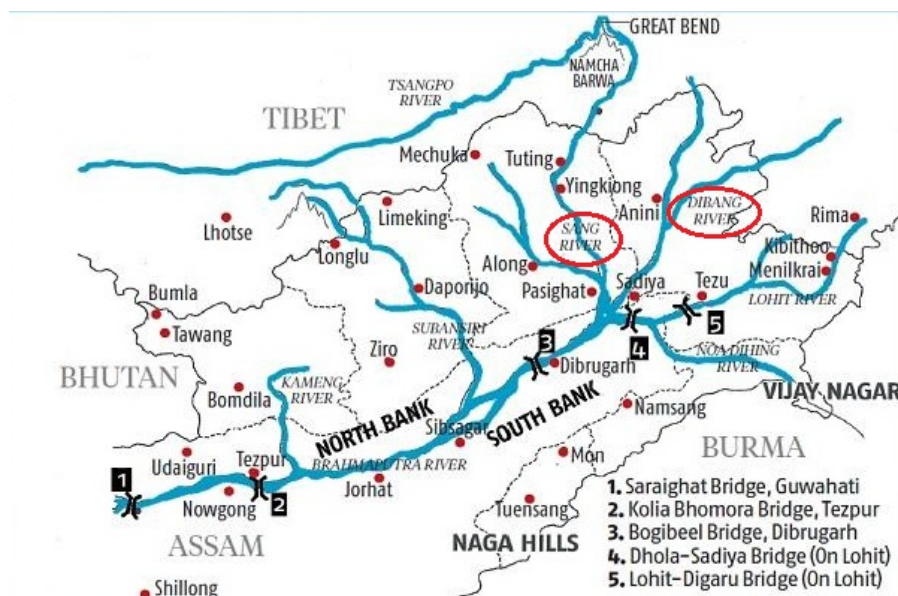 GREAT BEND
NAMCHA
BARWA
TSANGPO
RIVER
TIBET
Mechuka
Tuting
Yingkiong
Anini
DIBANG
RIVER
Rima
Limeking
Lhotse
SANG
RIVER
Kibithoo
Menilkrai
Longlu
Along
Sadiya
Tezu
Daporijo
Pasighat
LOHIT RIVER
Bumla
Tawang
SUBANSIRI
RIVER
5
4
3
Ziro
Dibrugarh
NOA DIHING
RIVER
BHUTAN
KAMENG
RIVER
Bomdila
VIJAY NAGAR
NORTH BANK
SOUTH BANK
Namsang
Sibsagar
BURMA
Udaiguri
Tezpur
BRAHMAPUTRA RIVER
Mon
1
Jorhat
Nowgong
2
Tuensang
ASSAM
NAGA HILLS
Shillong
1. Saraighat Bridge, Guwahati
2. Kolia Bhomora Bridge, Tezpur
3. Bogibeel Bridge, Dibrugarh
4. Dhola-Sadiya Bridge (On Lohit)
5. Lohit-Digaru Bridge (On Lohit)